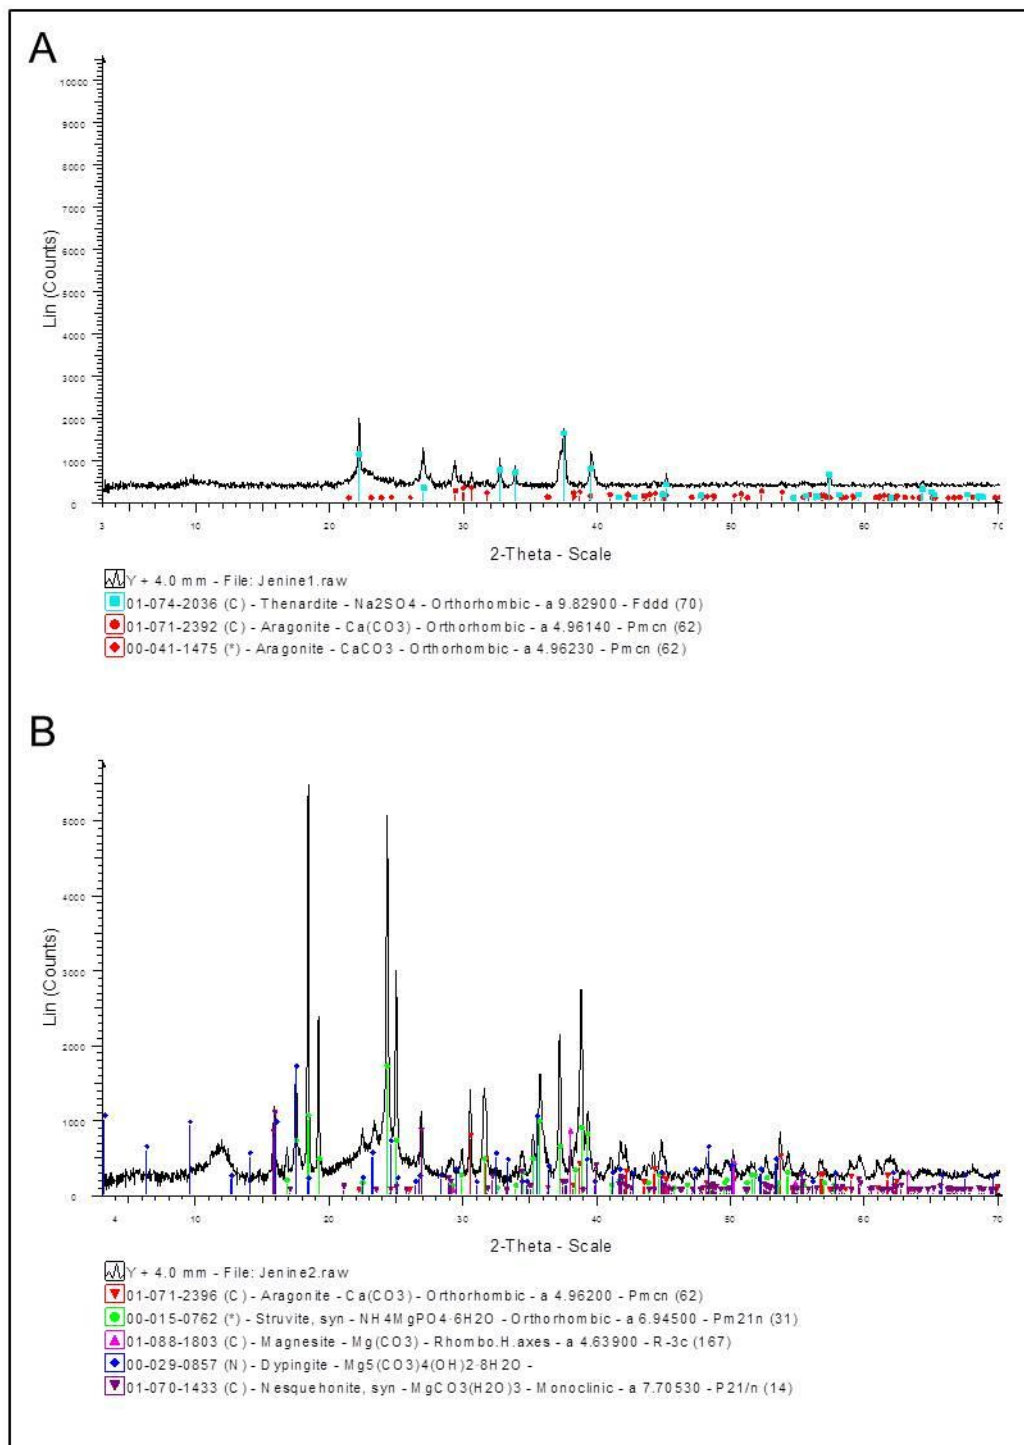 A
10000
9000
8000
7000
6000
5000
4000
3000
2000
1000
0
Lin (Counts)
3 10 20 30 40 50 60 70
2-Theta - Scale
Y + 4.0 mm - File: Jenine1.raw
01-074-2036 (C) - Thenardite - Na2SO4 - Orthorhombic - a 9.82900 - Fddd (70)
01-071-2392 (C) - Aragonite - Ca(CO3) - Orthorhombic - a 4.96140 - Pmcn (62)
00-041-1475 (*) - Aragonite - CaCO3 - Orthorhombic - a 4.96230 - Pmcn (62)
B
5000
4000
3000
2000
1000
0
Lin (Counts)
4 10 20 30 40 50 60 70
2-Theta - Scale
Y + 4.0 mm - File: Jenine2.raw
01-071-2396 (C) - Aragonite - Ca(CO3) - Orthorhombic - a 4.96200 - Pmcn (62)
00-015-0762 (*) - Struvite, syn - NH4MgPO4·6H2O - Orthorhombic - a 6.94500 - Pm21n (31)
01-088-1803 (C) - Magnesite - Mg(CO3) - Rhombo.H.axes - a 4.63900 - R-3c (167)
00-029-0857 (N) - Dypingite - Mg5(CO3)4(OH)2·8H2O -
01-070-1433 (C) - Nesquehonite, syn - MgCO3(H2O)3 - Monoclinic - a 7.70530 - P21/n (14)